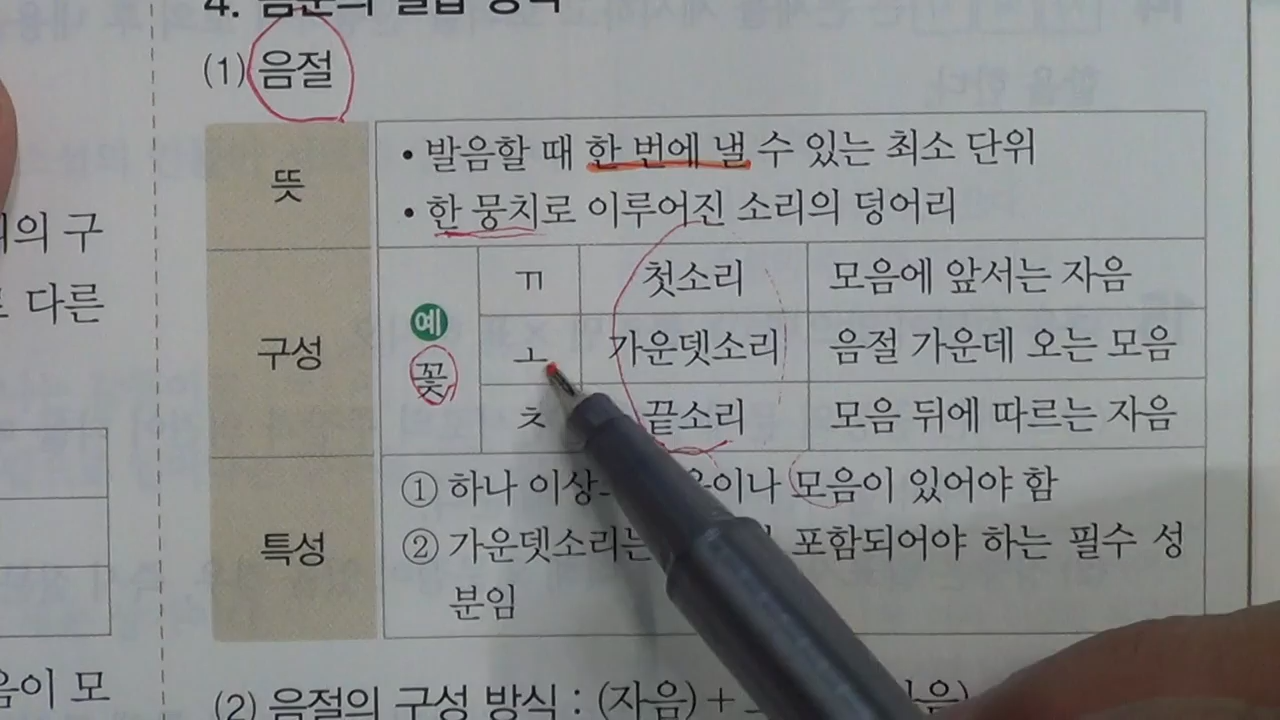 4. 음운의 결합 방식
(1) 음절
뜻
• 발음할 때 한 번에 낼 수 있는 최소 단위
• 한 뭉치로 이루어진 소리의 덩어리
구성
예
꽃
ㄲ 첫소리 모음에 앞서는 자음
ㅗ 가운뎃소리 음절 가운데 오는 모음
ㅊ 끝소리 모음 뒤에 따르는 자음
특성
① 하나 이상 이나 모음이 있어야 함
② 가운뎃소리는 포함되어야 하는 필수 성
분임
(2) 음절의 구성 방식 : (자음) +
의 구
다른
음이 모